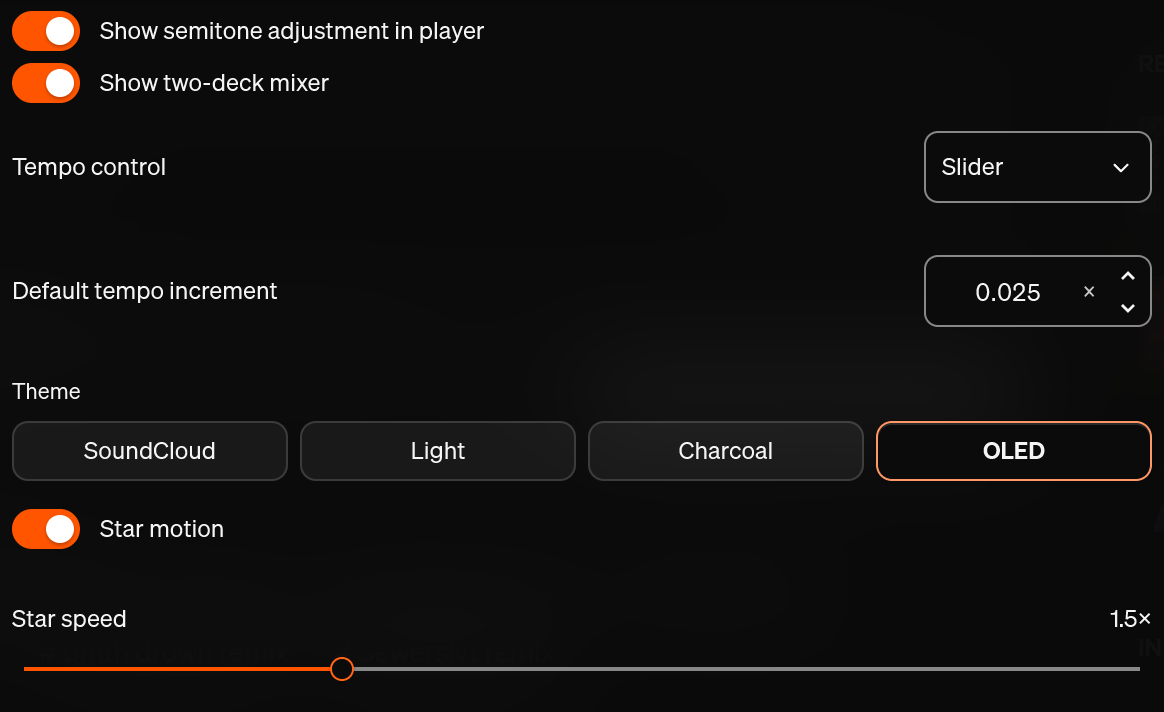 Show semitone adjustment in player
Show two-deck mixer
Tempo control
Slider
Default tempo increment
0.025 ×
Theme
SoundCloud
Light
Charcoal
OLED
Star motion
Star speed
1.5×